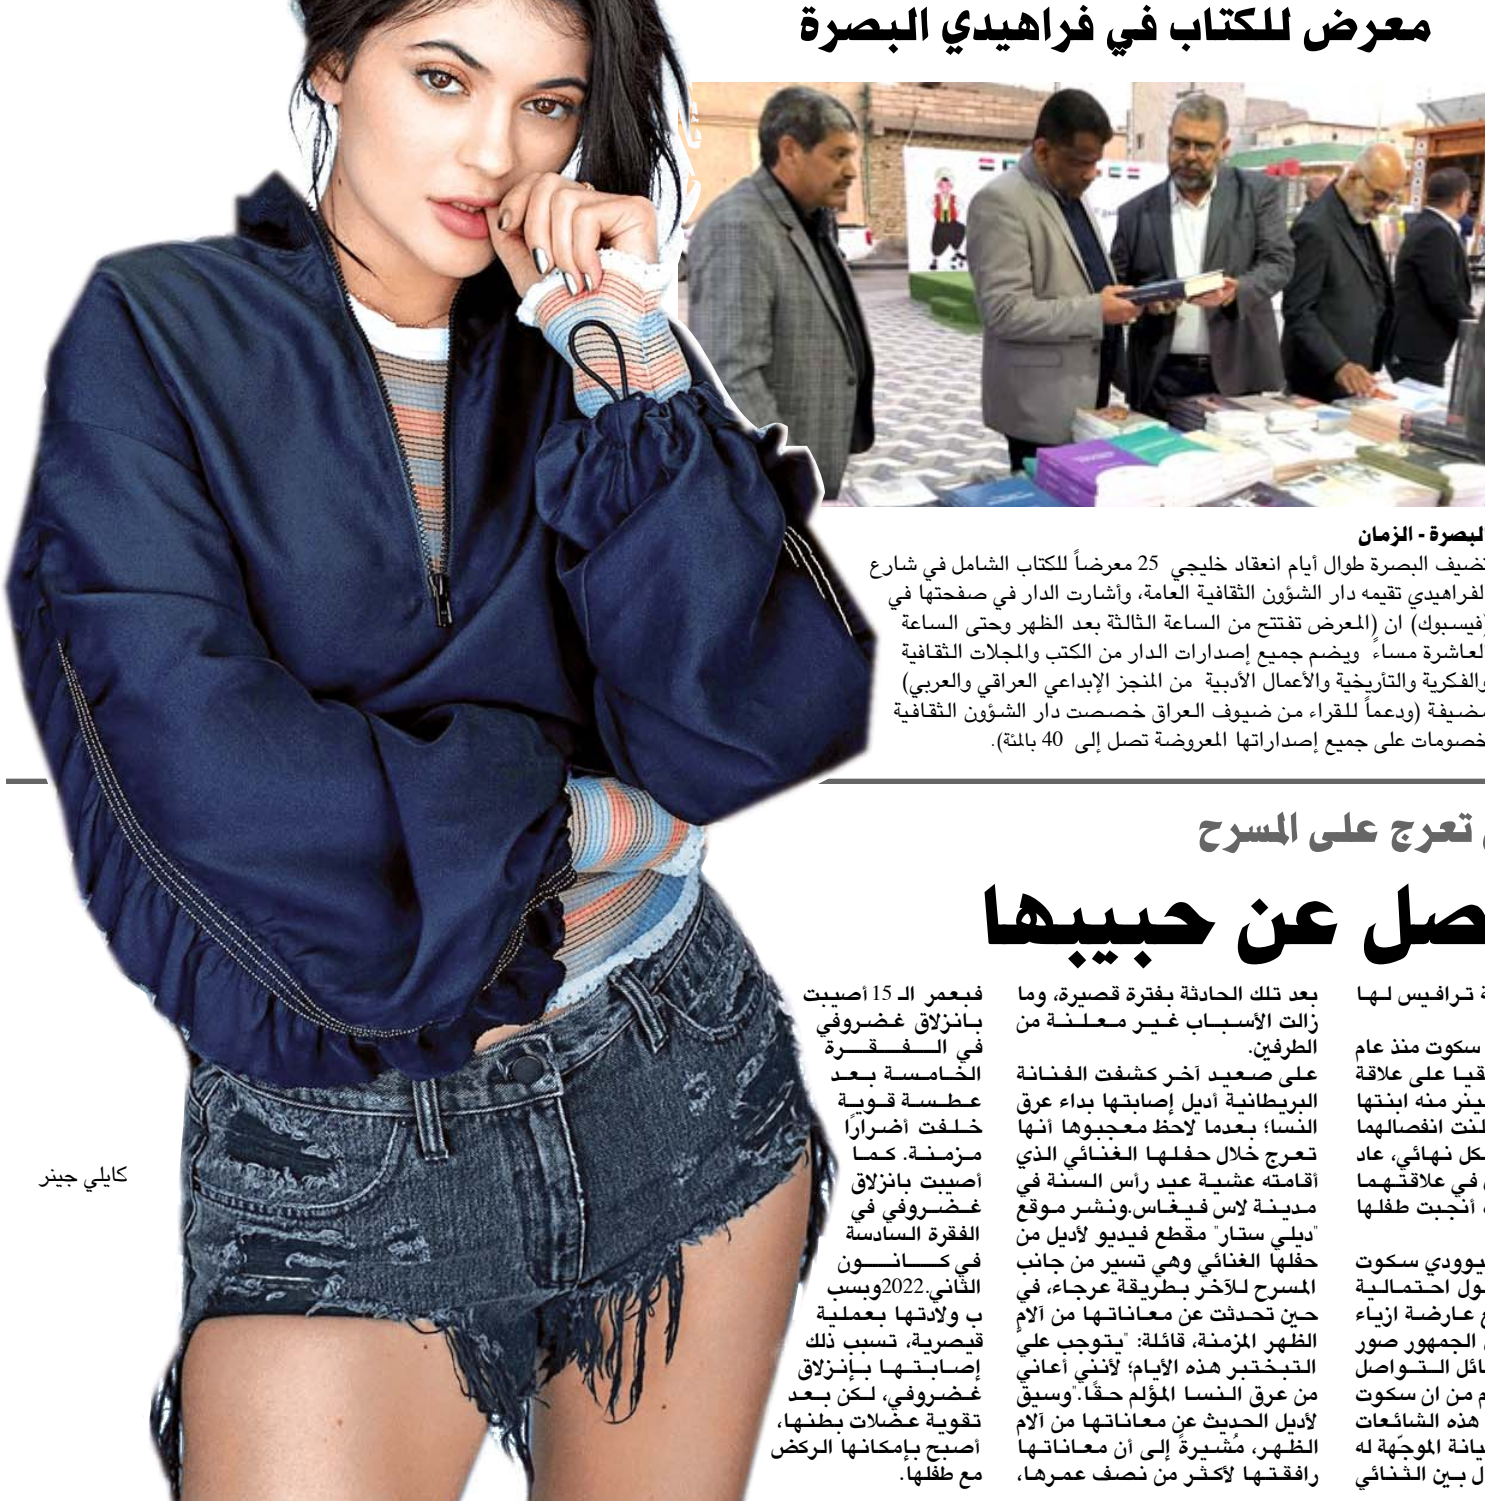 معرض للكتاب في فراهيدي البصرة
البصرة - الزمان
تضيف البصرة طوال أيام انعقاد خليجي 25 معرضاً للكتاب الشامل في شارع
الفراهيدي تقيمه دار الشؤون الثقافية العامة، وأشارت الدار في صفحتها في
(فيسبوك) ان (المعرض تفتتح من الساعة الثالثة بعد الظهر وحتى الساعة
العاشرة مساءً ويضم جميع إصدارات الدار من الكتب والمجلات الثقافية
والفكرية والتأريخية والأعمال الأدبية من المنجز الإبداعي العراقي والعربي)
مضيفة (ودعماً للقراء من ضيوف العراق خصصت دار الشؤون الثقافية
خصومات على جميع إصداراتها المعروضة تصل إلى 40 بالمئة).
تعرج على المسرح
صل عن حبيبها
ة ترافيس لها
سكوت منذ عام
قيا على علاقة
ينر منه ابنتها
لنت انفصالهما
كل نهائي، عاد
في علاقتهما
أنجبت طفلها
يوودي سكوت
ول احتمالية
ع عارضة ازياء
الجمهور صور
ائل التواصل
م من ان سكوت
هذه الشائعات
يانة الموجّهة له
ل بين الثنائي
بعد تلك الحادثة بفترة قصيرة، وما
زالت الأسباب غير معلنة من
الطرفين.
على صعيد آخر كشفت الفنانة
البريطانية أديل إصابتها بداء عرق
النسا؛ بعدما لاحظ معجبوها أنها
تعرج خلال حفلها الغنائي الذي
أقامته عشية عيد رأس السنة في
مدينة لاس فيغاس.ونشر موقع
"ديلي ستار" مقطع فيديو لأديل من
حفلها الغنائي وهي تسير من جانب
المسرح للآخر بطريقة عرجاء، في
حين تحدثت عن معاناتها من آلام
الظهر المزمنة، قائلة: "يتوجب عليّ
التبختبر هذه الأيام؛ لأنني أعاني
من عرق النسا المؤلم حقًا."وسبق
لأديل الحديث عن معاناتها من آلام
الظهر، مُشيرةً إلى أن معاناتها
رافقتها لأكثر من نصف عمرها،
فبعمر الـ 15 أصيبت
بانزلاق غضروفي
في الفقرة
الخامسة بعد
عطسة قوية
خلفت أضرارًا
مزمنة. كما
أصيبت بانزلاق
غضروفي في
الفقرة السادسة
في كانون
الثاني.2022وبسب
ب ولادتها بعملية
قيصرية، تسبب ذلك
إصابتها بإنزلاق
غضروفي، لكن بعد
تقوية عضلات بطنها،
أصبح بإمكانها الركض
مع طفلها.
كايلي جينر